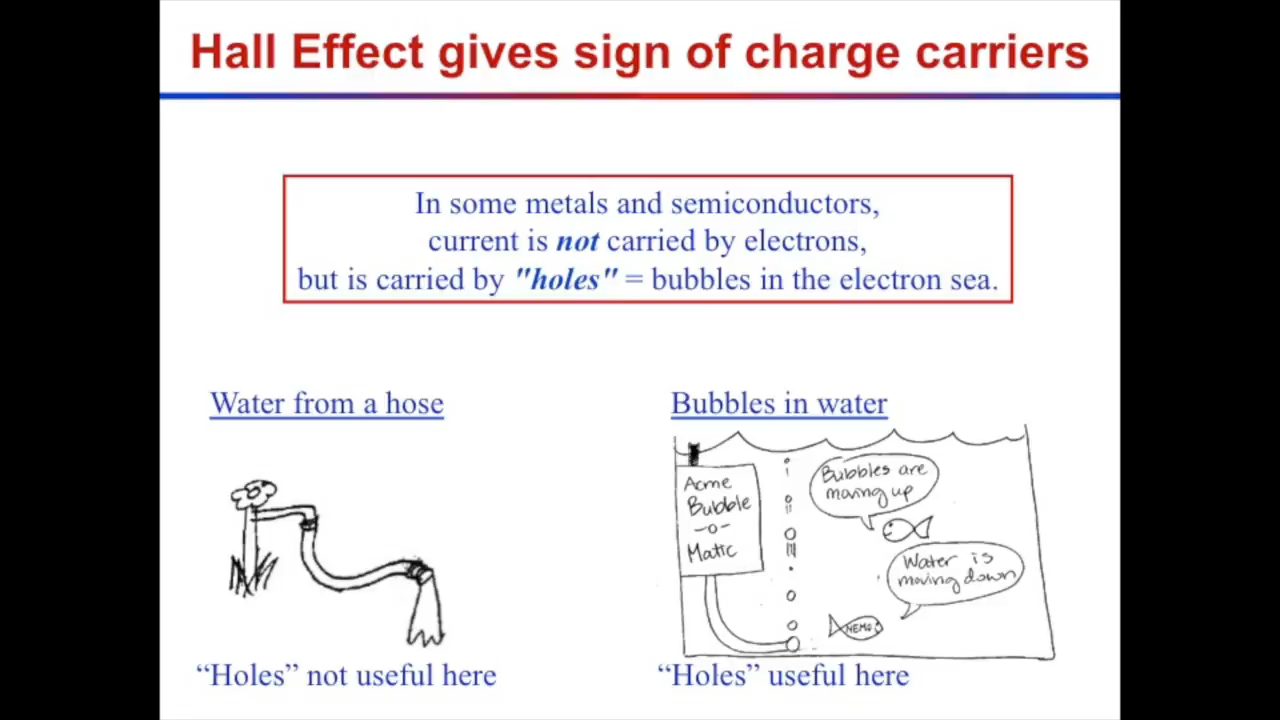 Hall Effect gives sign of charge carriers
In some metals and semiconductors,
current is not carried by electrons,
but is carried by "holes" = bubbles in the electron sea.
Water from a hose
Bubbles in water
Acme
Bubble
-o-
Matic
Bubbles are
moving up
Water is
moving down
NEMO
“Holes” not useful here
“Holes” useful here